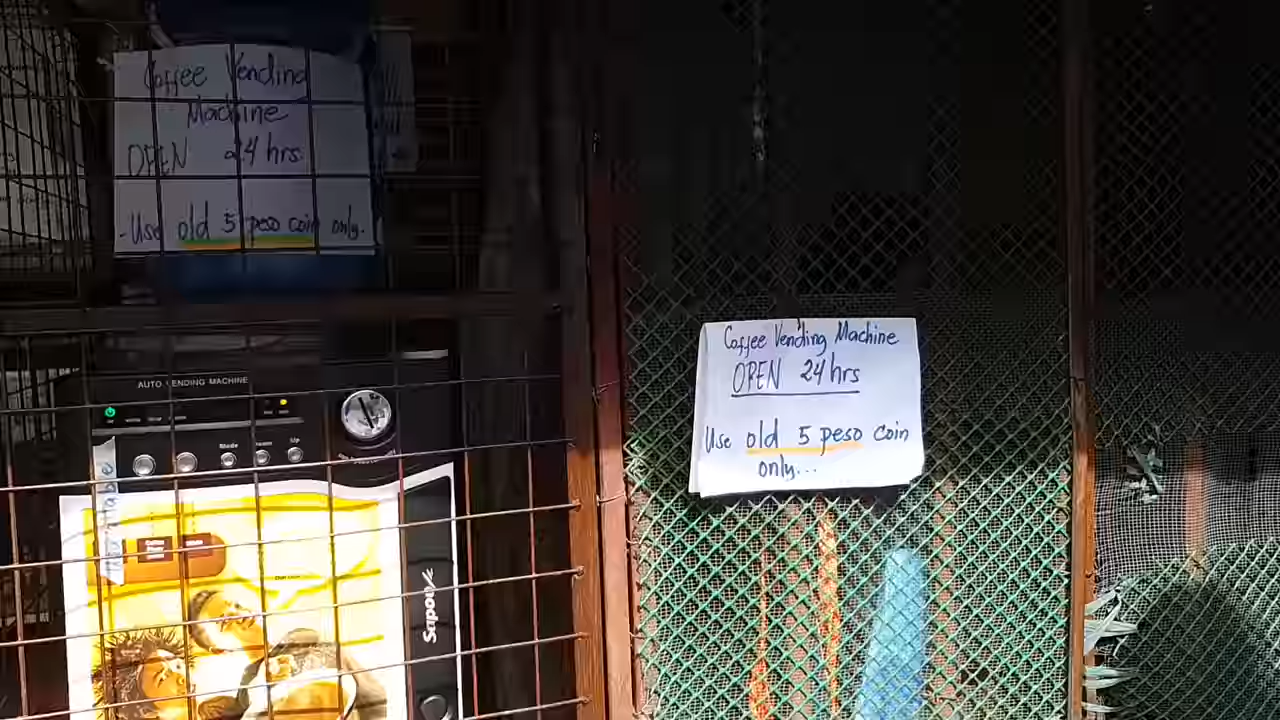 Coffee Vending
Machine
OPEN 24 hrs.
- Use old 5 peso coin only.
AUTO VENDING MACHINE
Mode
Up
Coffee Vending Machine
OPEN 24 hrs
Use old 5 peso coin
only...